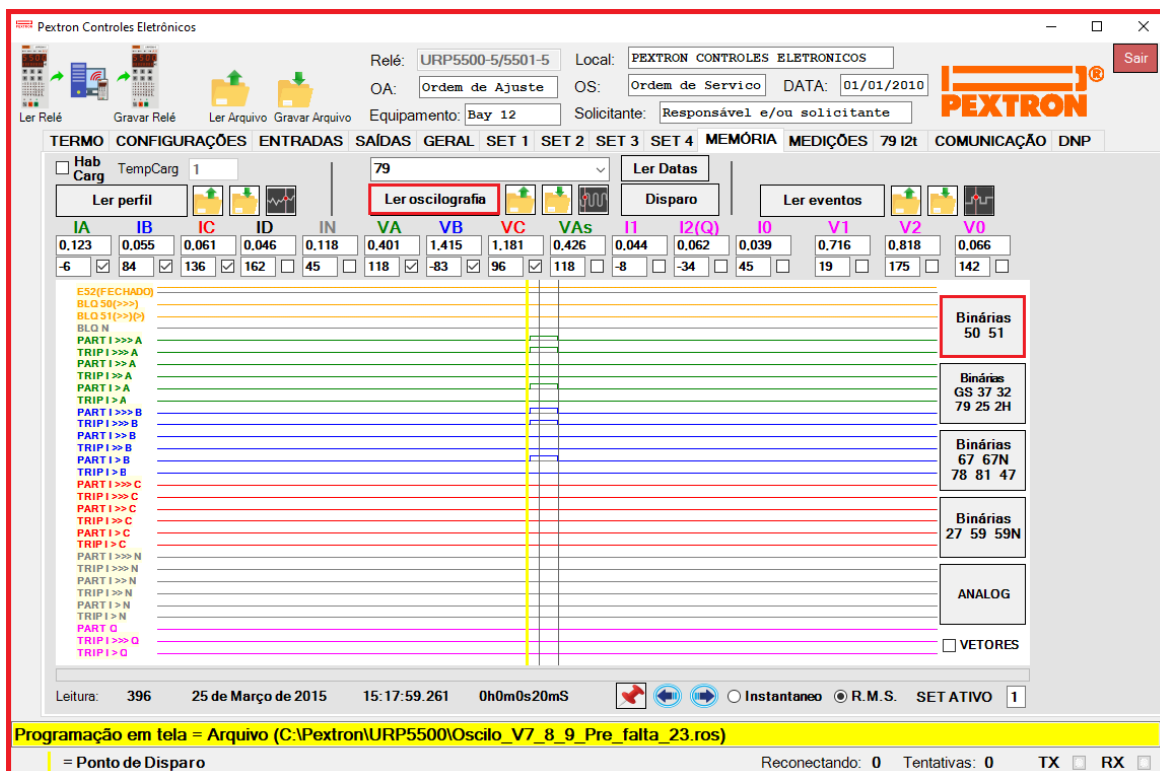 Pextron Controles Eletrônicos
Relé: URP5500-5/5501-5 Local: PEXTRON CONTROLES ELETRONICOS Sair
OA: Ordem de Ajuste OS: Ordem de Servico DATA: 01/01/2010
Ler Relé Gravar Relé Ler Arquivo Gravar Arquivo Equipamento: Bay 12 Solicitante: Responsável e/ou solicitante PEXTRON ®
TERMO CONFIGURAÇÕES ENTRADAS SAÍDAS GERAL SET 1 SET 2 SET 3 SET 4 MEMÓRIA MEDIÇÕES 79 I2t COMUNICAÇÃO DNP
Hab Carg TempCarg 1 79 Ler Datas
Ler perfil Ler oscilografia Disparo Ler eventos
IA IB IC ID IN VA VB VC VAs I1 I2(Q) I0 V1 V2 V0
0,123 0,055 0,061 0,046 0,118 0,401 1,415 1,181 0,426 0,044 0,062 0,039 0,716 0,818 0,066
-6 84 136 162 45 118 -83 96 118 -8 -34 45 19 175 142
E52(FECHADO)
BLQ 50(>>>)
BLQ 51(>>)(>)
BLQ N
PART I >>> A
TRIP I >>> A
PART I >> A
TRIP I >> A
PART I > A
TRIP I > A
PART I >>> B
TRIP I >>> B
PART I >> B
TRIP I >> B
PART I > B
TRIP I > B
PART I >>> C
TRIP I >>> C
PART I >> C
TRIP I >> C
PART I > C
TRIP I > C
PART I >>> N
TRIP I >>> N
PART I >> N
TRIP I >> N
PART I > N
TRIP I > N
PART Q
TRIP I >>> Q
TRIP I > Q
Binárias
50 51
Binárias
GS 37 32
79 25 2H
Binárias
67 67N
78 81 47
Binárias
27 59 59N
ANALOG
VETORES
Leitura: 396 25 de Março de 2015 15:17:59.261 0h0m0s20mS Instantaneo R.M.S. SET ATIVO 1
Programação em tela = Arquivo (C:\Pextron\URP5500\Oscilo_V7_8_9_Pre_falta_23.ros)
= Ponto de Disparo Reconectando: 0 Tentativas: 0 TX RX